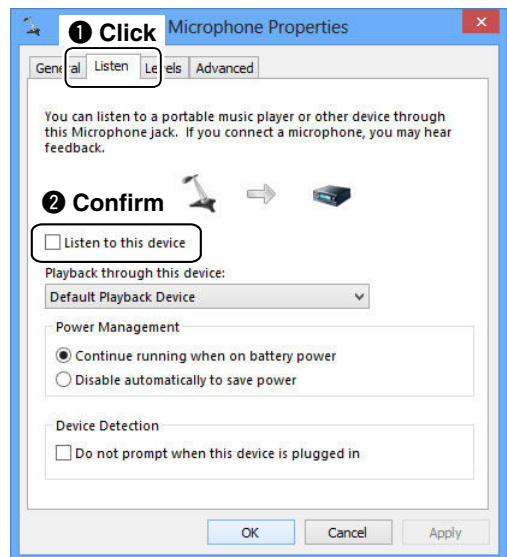 ❶ Click
Microphone Properties
General Listen Levels Advanced
You can listen to a portable music player or other device through
this Microphone jack. If you connect a microphone, you may hear
feedback.
❷ Confirm
Listen to this device
Playback through this device:
Default Playback Device
Power Management
Continue running when on battery power
Disable automatically to save power
Device Detection
Do not prompt when this device is plugged in
OK Cancel Apply